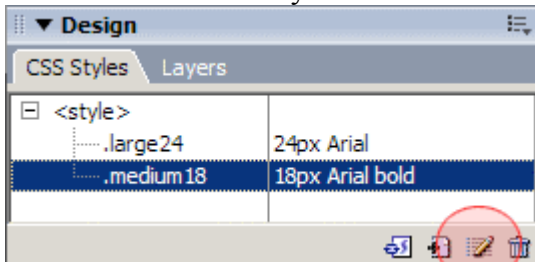 Design
CSS Styles Layers
<style>
.large24 24px Arial
.medium18 18px Arial bold